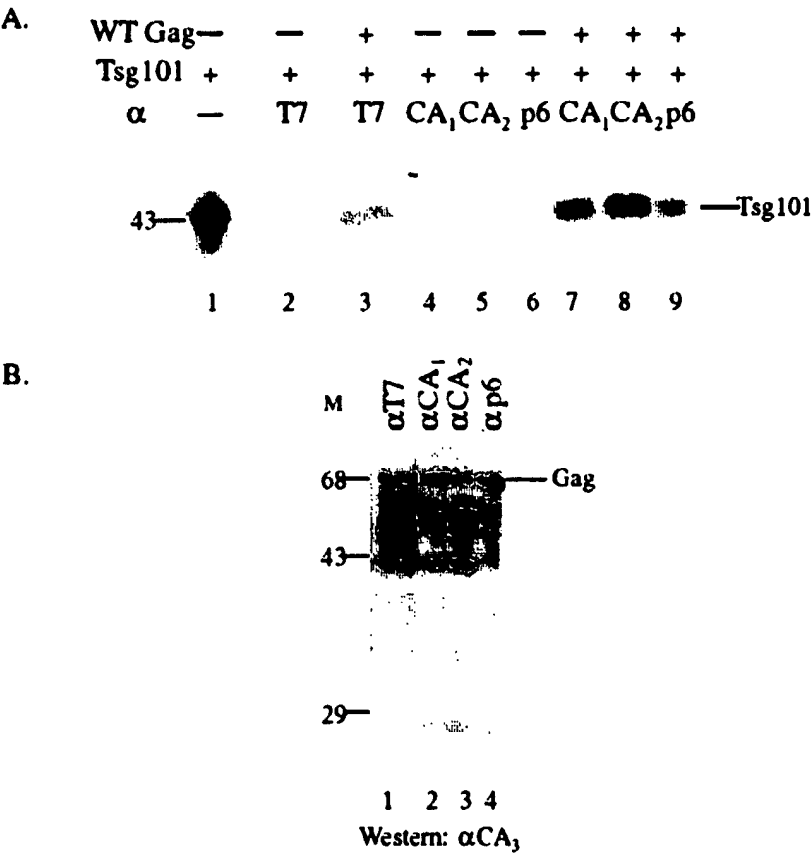 A.
WT Gag — — + — — — + + +
Tsg101 + + + + + + + + +
α — T7 T7 CA₁ CA₂ p6 CA₁ CA₂ p6
43 — — Tsg101
1 2 3 4 5 6 7 8 9
B.
M αT7 αCA₁ αCA₂ αp6
68 — — Gag
43 —
29 —
1 2 3 4
Western: αCA₃